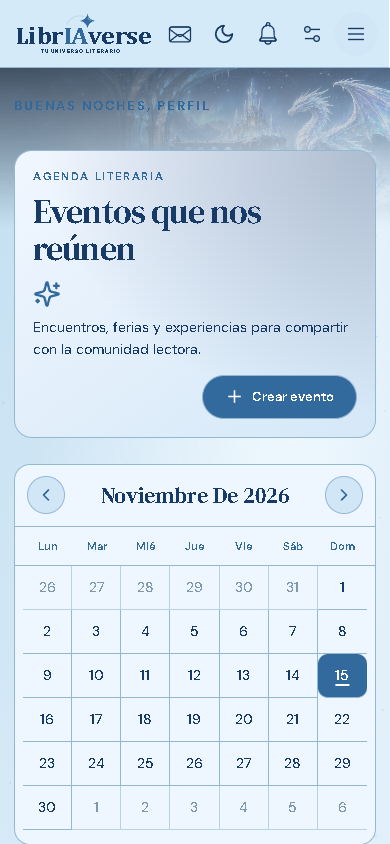 LibrIAverse
TU UNIVERSO LITERARIO
BUENAS NOCHES, PERFIL
AGENDA LITERARIA
Eventos que nos
reúnen
Encuentros, ferias y experiencias para compartir
con la comunidad lectora.
Crear evento
Noviembre De 2026
Lun Mar Mié Jue Vie Sáb Dom
26 27 28 29 30 31 1
2 3 4 5 6 7 8
9 10 11 12 13 14 15
16 17 18 19 20 21 22
23 24 25 26 27 28 29
30 1 2 3 4 5 6